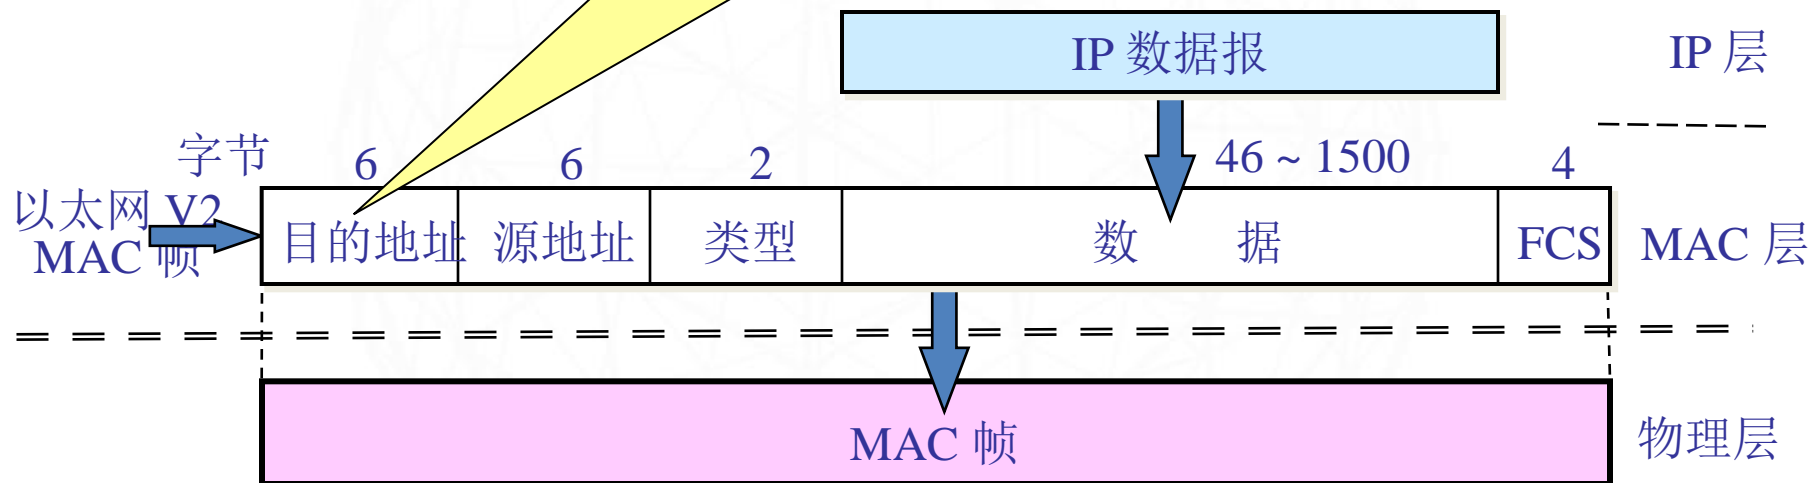 IP 数据报
IP 层
字节
6
6
2
46 ~ 1500
4
以太网 V2
MAC 帧
目的地址
源地址
类型
数 据
FCS
MAC 层
MAC 帧
物理层